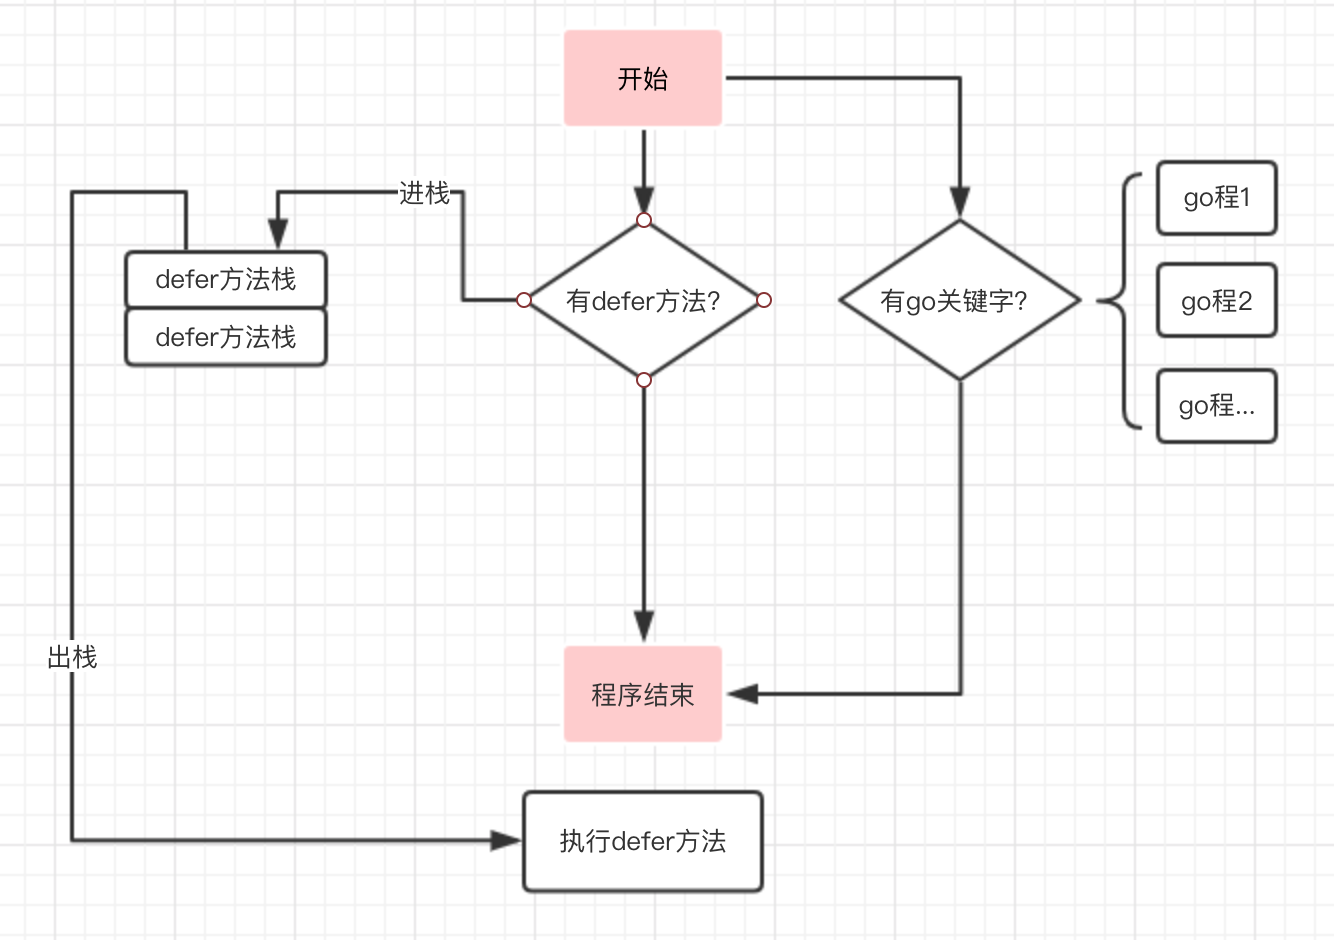 开始
进栈
defer方法栈
defer方法栈
有defer方法?
有go关键字?
go程1
go程2
go程...
出栈
程序结束
执行defer方法